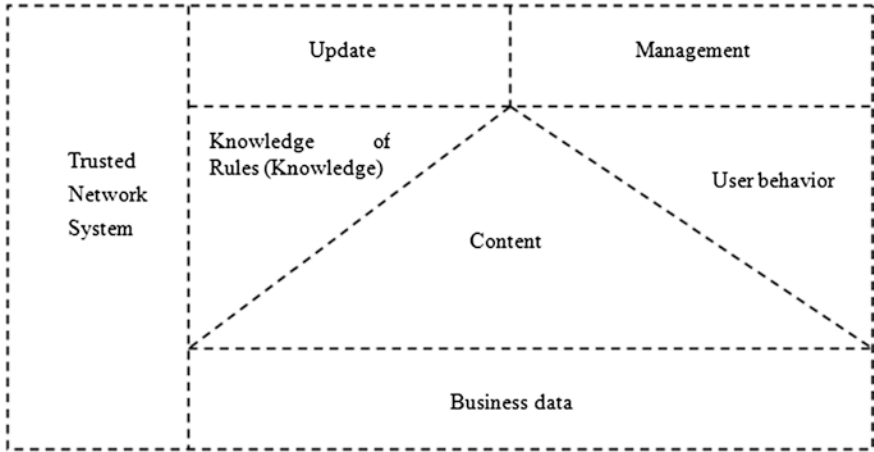 Update
Management
Knowledge of
Rules (Knowledge)
Trusted
Network
System
User behavior
Content
Business data